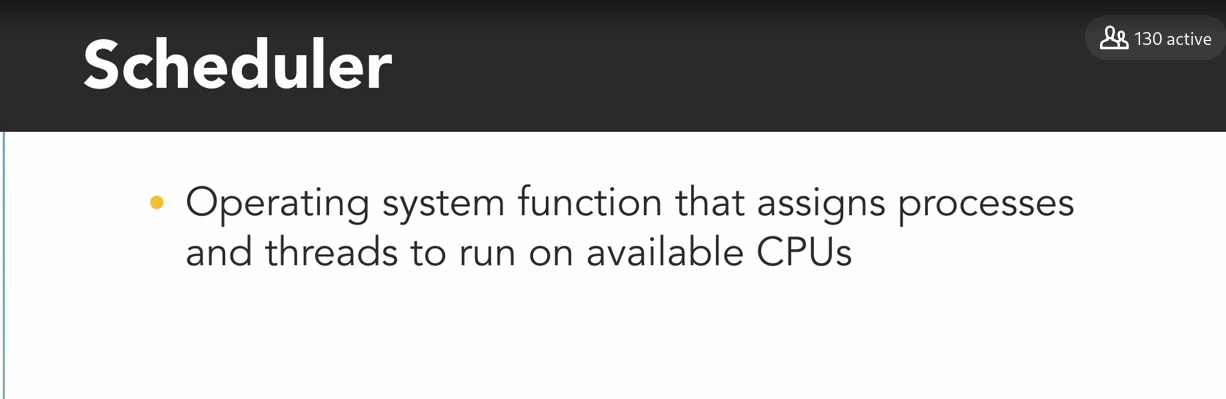 Scheduler
130 active
• Operating system function that assigns processes
and threads to run on available CPUs